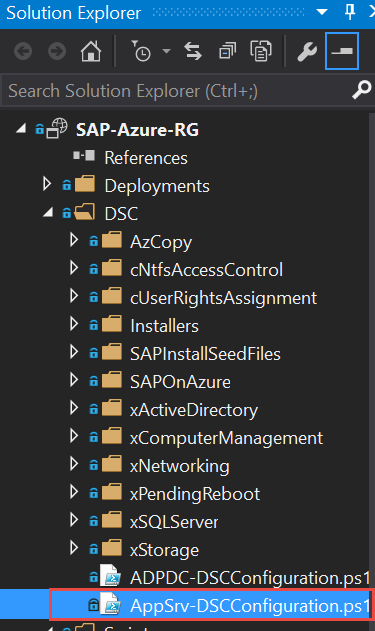 Solution Explorer
Search Solution Explorer (Ctrl+;)
SAP-Azure-RG
References
Deployments
DSC
AzCopy
cNtfsAccessControl
cUserRightsAssignment
Installers
SAPInstallSeedFiles
SAPOnAzure
xActiveDirectory
xComputerManagement
xNetworking
xPendingReboot
xSQLServer
xStorage
ADPDC-DSCConfiguration.ps1
AppSrv-DSCConfiguration.ps1